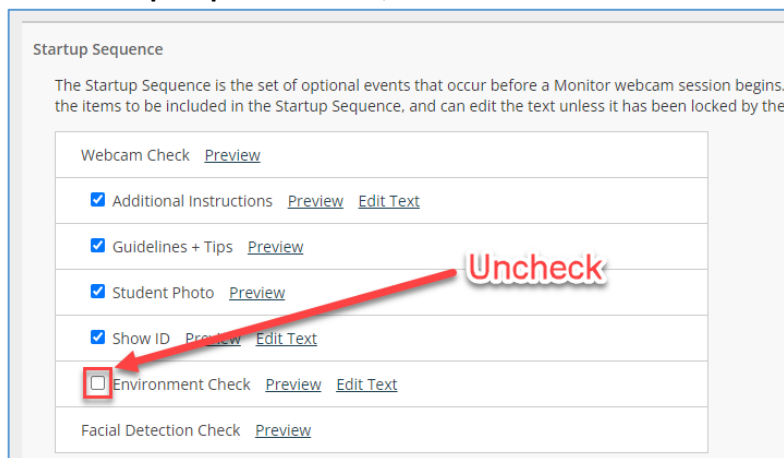 Startup Sequence
The Startup Sequence is the set of optional events that occur before a Monitor webcam session begins.
the items to be included in the Startup Sequence, and can edit the text unless it has been locked by the
Webcam Check Preview
Additional Instructions Preview Edit Text
Guidelines + Tips Preview
Uncheck
Student Photo Preview
Show ID Preview Edit Text
Environment Check Preview Edit Text
Facial Detection Check Preview